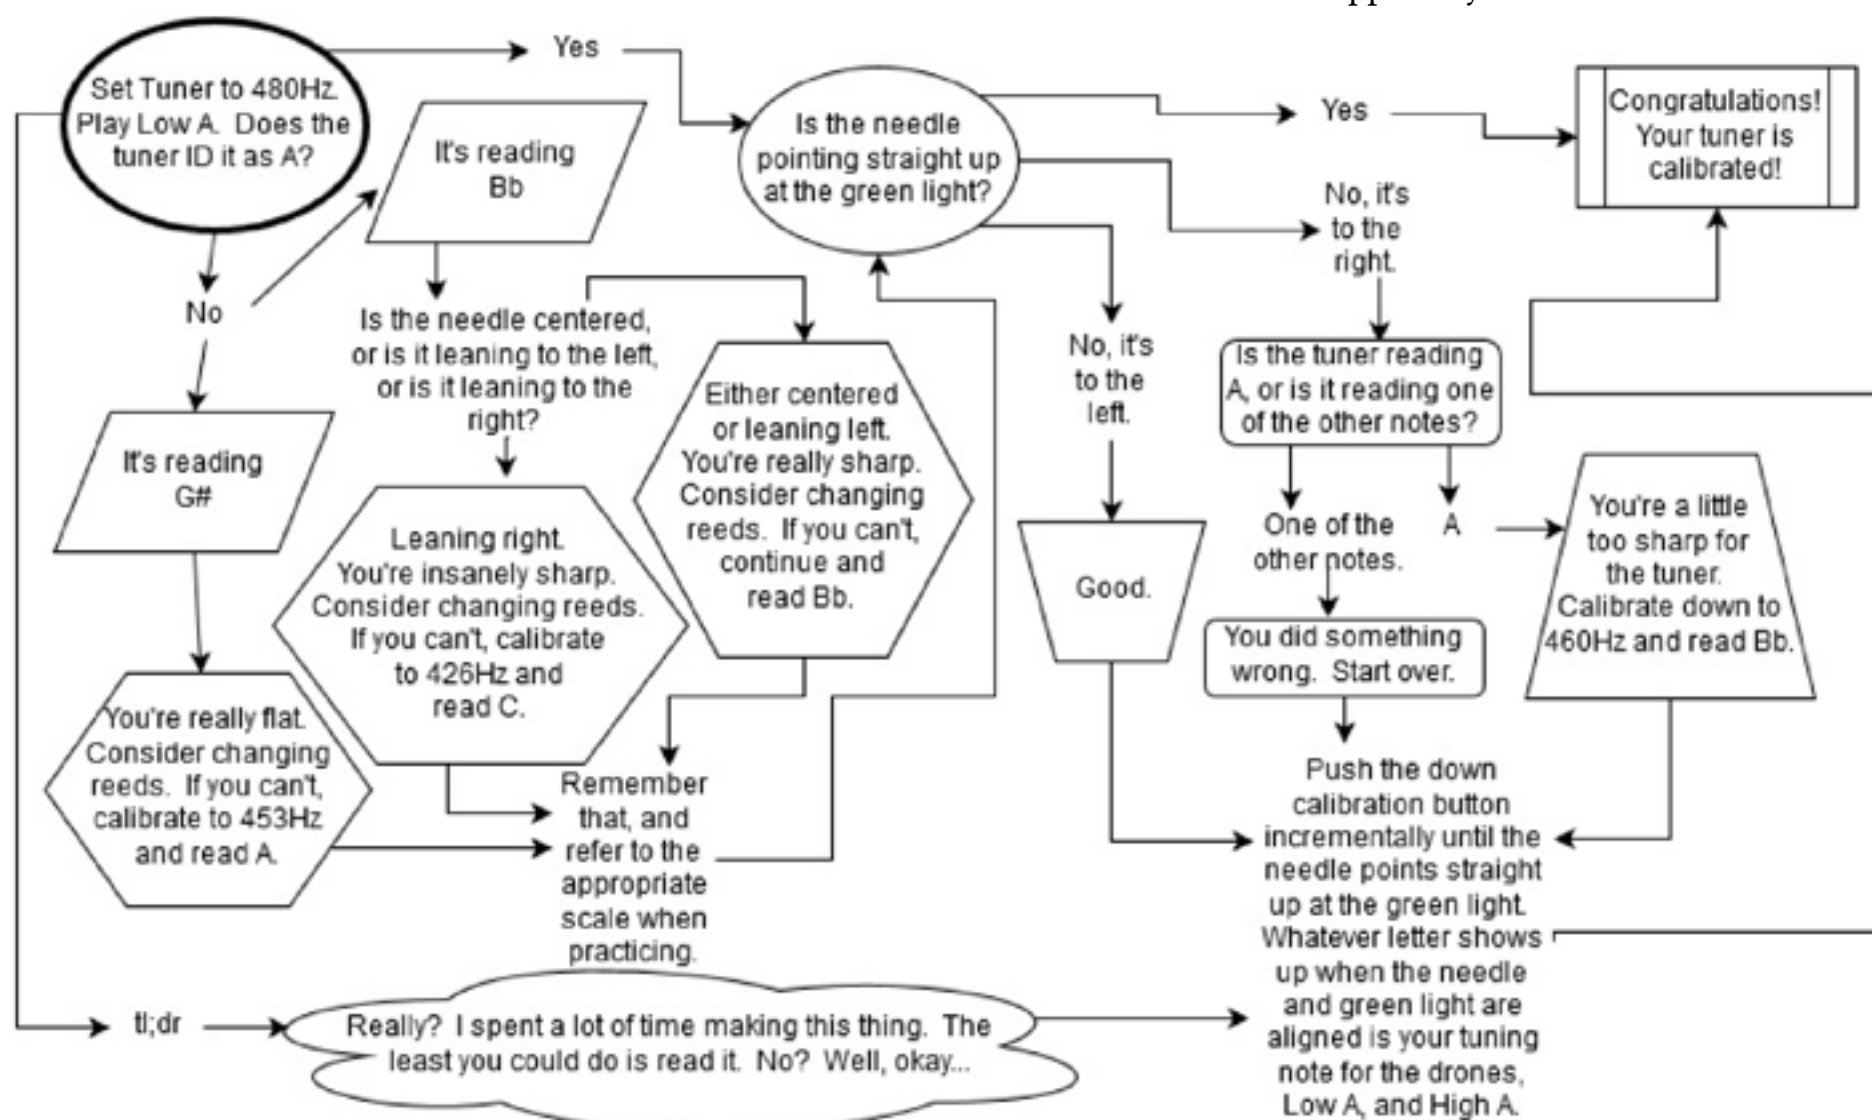 Set Tuner to 480Hz.
Play Low A. Does the
tuner ID it as A?
Yes
It's reading
Bb
Is the needle
pointing straight up
at the green light?
Yes
Congratulations!
Your tuner is
calibrated!
No, it's
to the
right.
No
Is the needle centered,
or is it leaning to the left,
or is it leaning to the
right?
Either centered
or leaning left.
You're really sharp.
Consider changing
reeds. If you can't,
continue and
read Bb.
No, it's
to the
left.
Is the tuner reading
A, or is it reading one
of the other notes?
It's reading
G#
Leaning right.
You're insanely sharp.
Consider changing reeds.
If you can't, calibrate
to 426Hz and
read C.
Good.
One of the
other notes.
A
You're a little
too sharp for
the tuner.
Calibrate down to
460Hz and read Bb.
You did something
wrong. Start over.
You're really flat.
Consider changing
reeds. If you can't,
calibrate to 453Hz
and read A.
Remember
that, and
refer to the
appropriate
scale when
practicing.
Push the down
calibration button
incrementally until the
needle points straight
up at the green light.
Whatever letter shows
up when the needle
and green light are
aligned is your tuning
note for the drones,
Low A, and High A.
tl;dr
Really? I spent a lot of time making this thing. The
least you could do is read it. No? Well, okay...